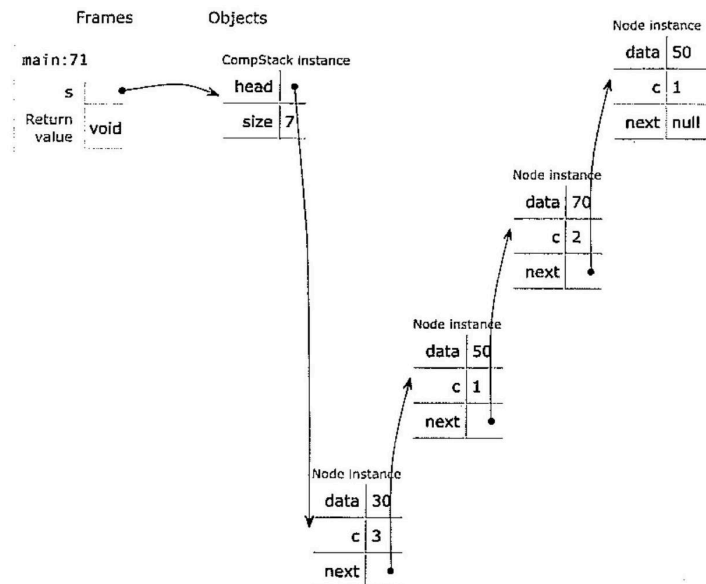 Frames Objects
main:71
s
Return value void
CompStack instance
head
size 7
Node instance
data 50
c 1
next null
Node instance
data 70
c 2
next
Node instance
data 50
c 1
next
Node instance
data 30
c 3
next